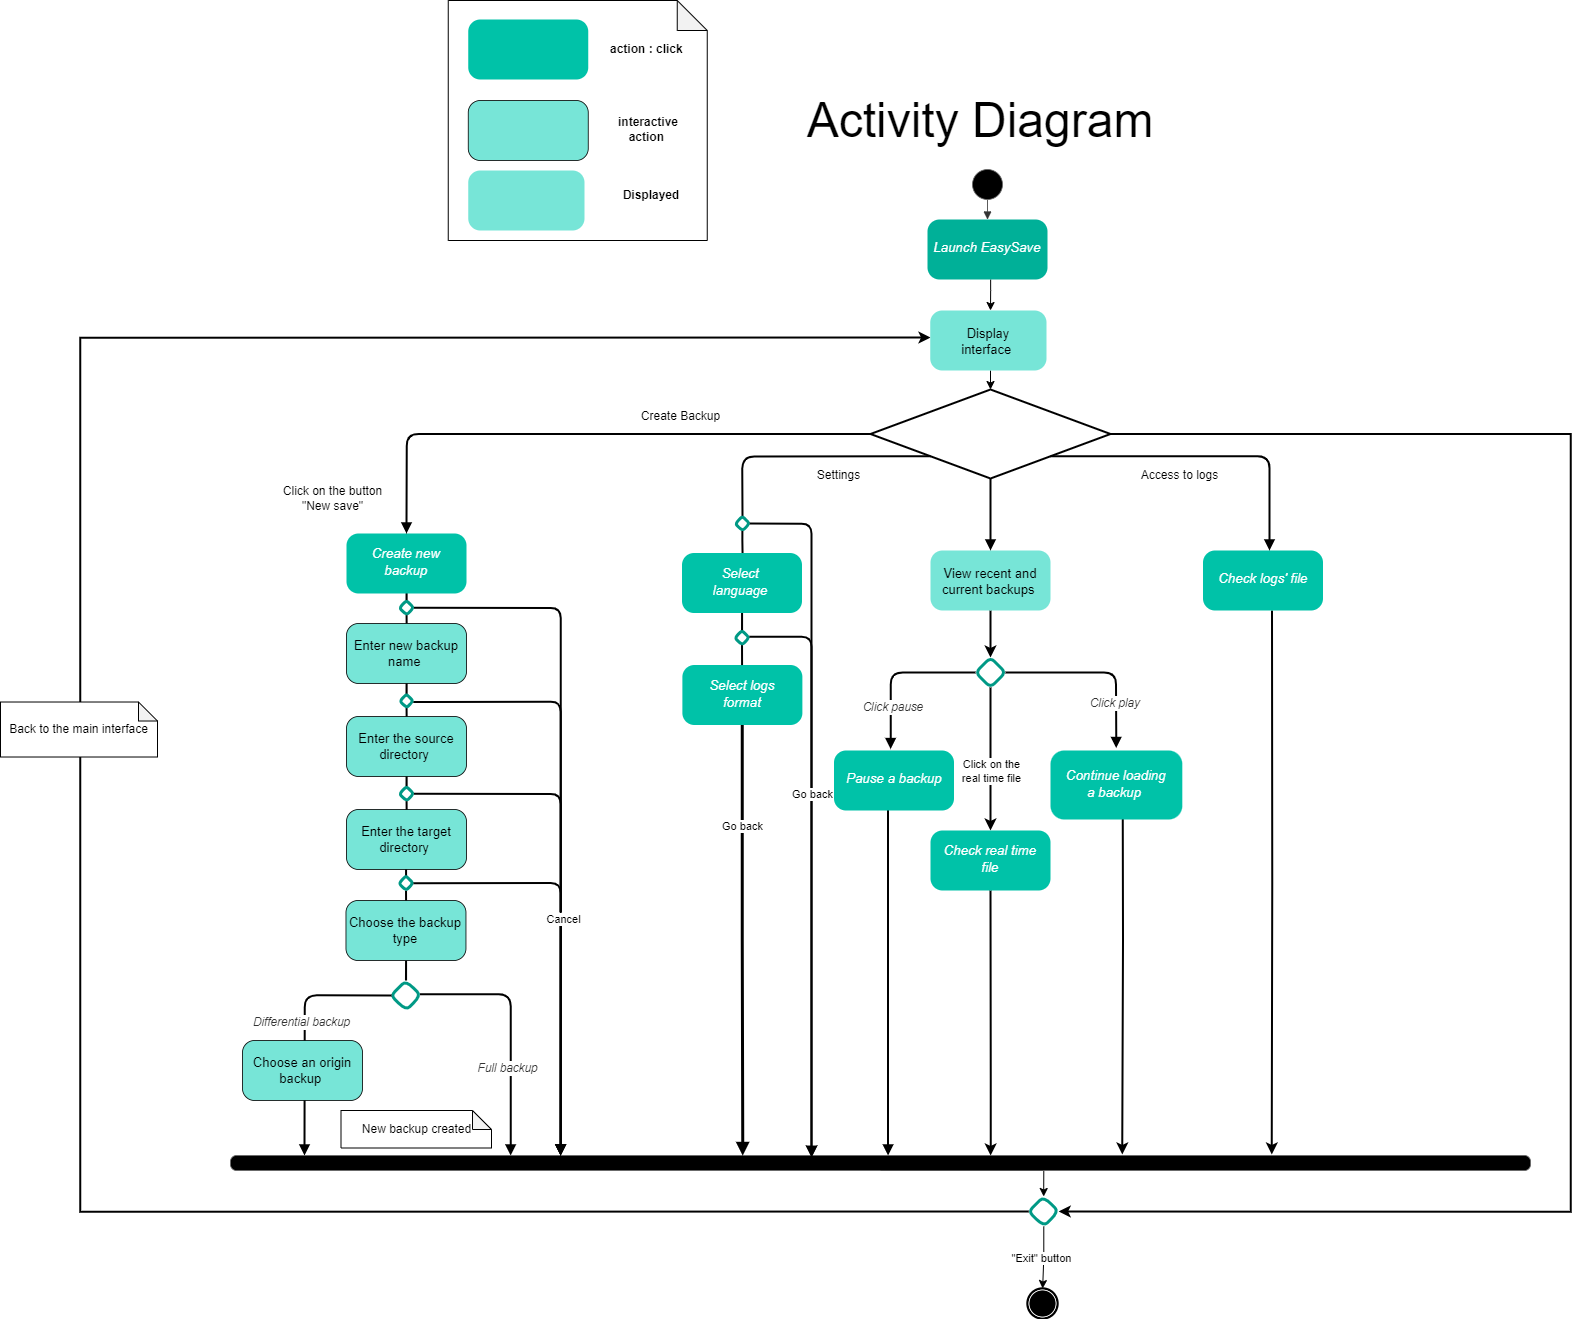 action : click
interactive
action
Displayed
Activity Diagram
Launch EasySave
Display
interface
Create Backup
Settings
Access to logs
Click on the button
"New save"
Create new
backup
Select
language
View recent and
current backups
Check logs' file
Enter new backup
name
Select logs
format
Click pause
Click play
Back to the main interface
Enter the source
directory
Pause a backup
Click on the
real time file
Continue loading
a backup
Go back
Go back
Enter the target
directory
Check real time
file
Choose the backup
type
Cancel
Differential backup
Choose an origin
backup
Full backup
New backup created
"Exit" button